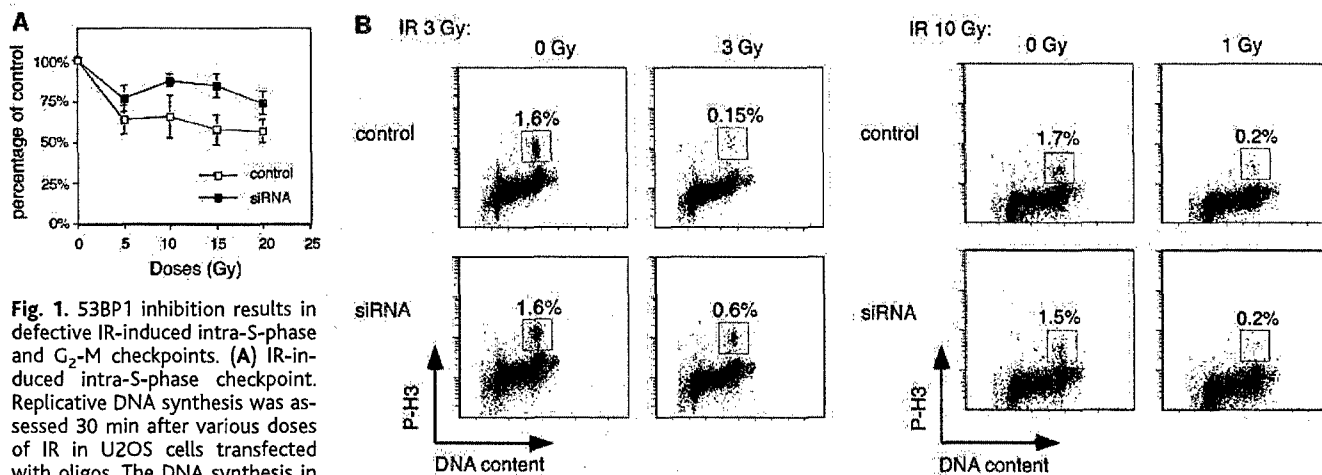 A
percentage of control
100%
75%
50%
25%
0%
control
siRNA
0 5 10 15 20 25
Doses (Gy)
Fig. 1. 53BP1 inhibition results in
defective IR-induced intra-S-phase
and G₂-M checkpoints. (A) IR-in-
duced intra-S-phase checkpoint.
Replicative DNA synthesis was as-
sessed 30 min after various doses
of IR in U2OS cells transfected
with oligos. The DNA synthesis in
B
IR 3 Gy:
0 Gy 3 Gy
control
1.6% 0.15%
siRNA
1.6% 0.6%
P-H3
DNA content
IR 10 Gy:
0 Gy 1 Gy
control
1.7% 0.2%
siRNA
1.5% 0.2%
P-H3
DNA content